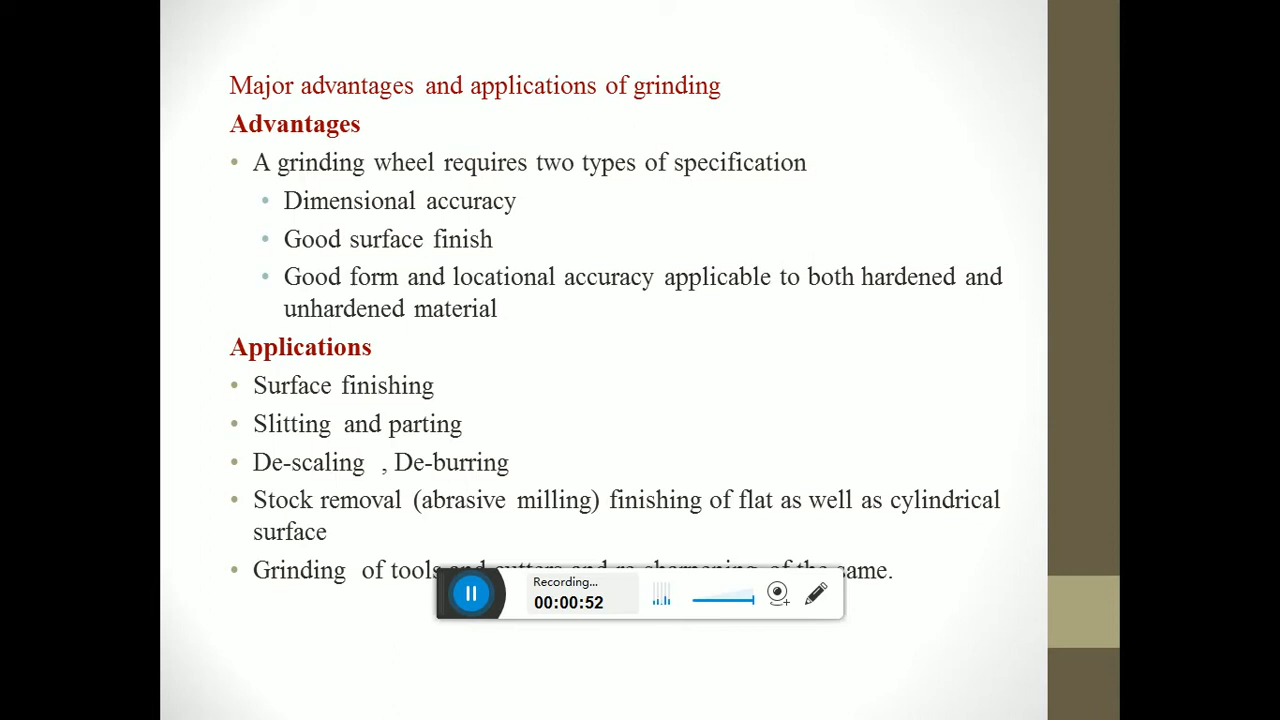 Major advantages and applications of grinding
Advantages
• A grinding wheel requires two types of specification
• Dimensional accuracy
• Good surface finish
• Good form and locational accuracy applicable to both hardened and
unhardened material
Applications
• Surface finishing
• Slitting and parting
• De-scaling , De-burring
• Stock removal (abrasive milling) finishing of flat as well as cylindrical
surface
• Grinding of tools and cutters and re-sharpening of the same.
Recording...
00:00:52